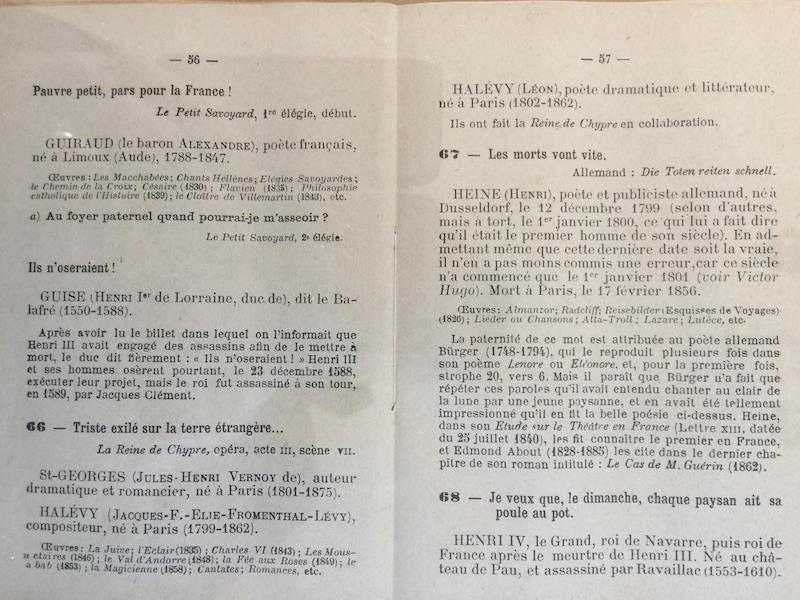 — 56 —
Pauvre petit, pars pour la France !
Le Petit Savoyard, 1re élégie, début.
GUIRAUD (le baron ALEXANDRE), poète français,
né à Limoux (Aude), 1788-1847.
Œuvres: Les Macchabées; Chants Hellènes; Elégies Savoyardes;
le Chemin de la Croix; Césaire (1830) ; Flavien (1835) ; Philosophie
catholique de l'Histoire (1839); le Cloître de Villemartin (1843), etc.
a) Au foyer paternel quand pourrai-je m'asseoir ?
Le Petit Savoyard, 2e élégie.
Ils n'oseraient !
GUISE (HENRI Ier de Lorraine, duc de), dit le Ba-
lafré (1550-1588).
Après avoir lu le billet dans lequel on l'informait que
Henri III avait engagé des assassins afin de le mettre à
mort, le duc dit fièrement : « Ils n'oseraient ! » Henri III
et ses hommes osèrent pourtant, le 23 décembre 1588,
exécuter leur projet, mais le roi fut assassiné à son tour,
en 1589, par Jacques Clément.
66 — Triste exilé sur la terre étrangère...
La Reine de Chypre, opéra, acte III, scène VII.
St-GEORGES (JULES-HENRI VERNOY de), auteur
dramatique et romancier, né à Paris (1801-1875).
HALÉVY (JACQUES-F.-ELIE-FROMENTHAL-LÉVY),
compositeur, né à Paris (1799-1862).
Œuvres: La Juive; l'Eclair (1835) ; Charles VI (1843) ; Les Mous-
etaires (1846) ; le Val d'Andorre (1848) ; la Fée aux Roses (1849); le
a bab (1853) ; la Magicienne (1858) ; Cantates; Romances, etc.
— 57 —
HALÉVY (LÉON), poète dramatique et littérateur,
né à Paris (1802-1862).
Ils ont fait la Reine de Chypre en collaboration.
67 — Les morts vont vite.
Allemand : Die Toten reiten schnell.
HEINE (HENRI), poète et publiciste allemand, né à
Dusseldorf, le 12 décembre 1799 (selon d'autres,
mais à tort, le 1er janvier 1800, ce qui lui a fait dire
qu'il était le premier homme de son siècle). En ad-
mettant même que cette dernière date soit la vraie,
il n'en a pas moins commis une erreur, car ce siècle
n'a commencé que le 1er janvier 1801 (voir Victor
Hugo). Mort à Paris, le 17 février 1856.
Œuvres: Almanzor; Radcliff; Reisebilder (Esquisses de Voyages)
(1826) ; Lieder ou Chansons ; Atta-Troll ; Lazare ; Lutèce, etc.
La paternité de ce mot est attribuée au poète allemand
Bürger (1748-1794), qui le reproduit plusieurs fois dans
son poème Lenore ou Eléonore, et, pour la première fois,
strophe 20, vers 6. Mais il paraît que Bürger n'a fait que
répéter ces paroles qu'il avait entendu chanter au clair de
la lune par une jeune paysanne, et en avait été tellement
impressionné qu'il en fit la belle poésie ci-dessus. Heine,
dans son Etude sur le Théâtre en France (Lettre XIII, datée
du 25 juillet 1840), les fit connaître le premier en France,
et Edmond About (1828-1885) les cite dans le dernier cha-
pitre de son roman intitulé : Le Cas de M. Guérin (1862).
68 — Je veux que, le dimanche, chaque paysan ait sa
poule au pot.
HENRI IV, le Grand, roi de Navarre, puis roi de
France après le meurtre de Henri III. Né au châ-
teau de Pau, et assassiné par Ravaillac (1553-1610).